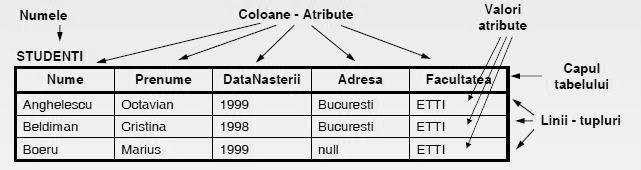 Numele
Coloane - Atribute
Valori
atribute
STUDENTI
Nume Prenume DataNasterii Adresa Facultatea
Capul
tabelului
Anghelescu Octavian 1999 Bucuresti ETTI
Beldiman Cristina 1998 Bucuresti ETTI
Linii - tupluri
Boeru Marius 1999 null ETTI